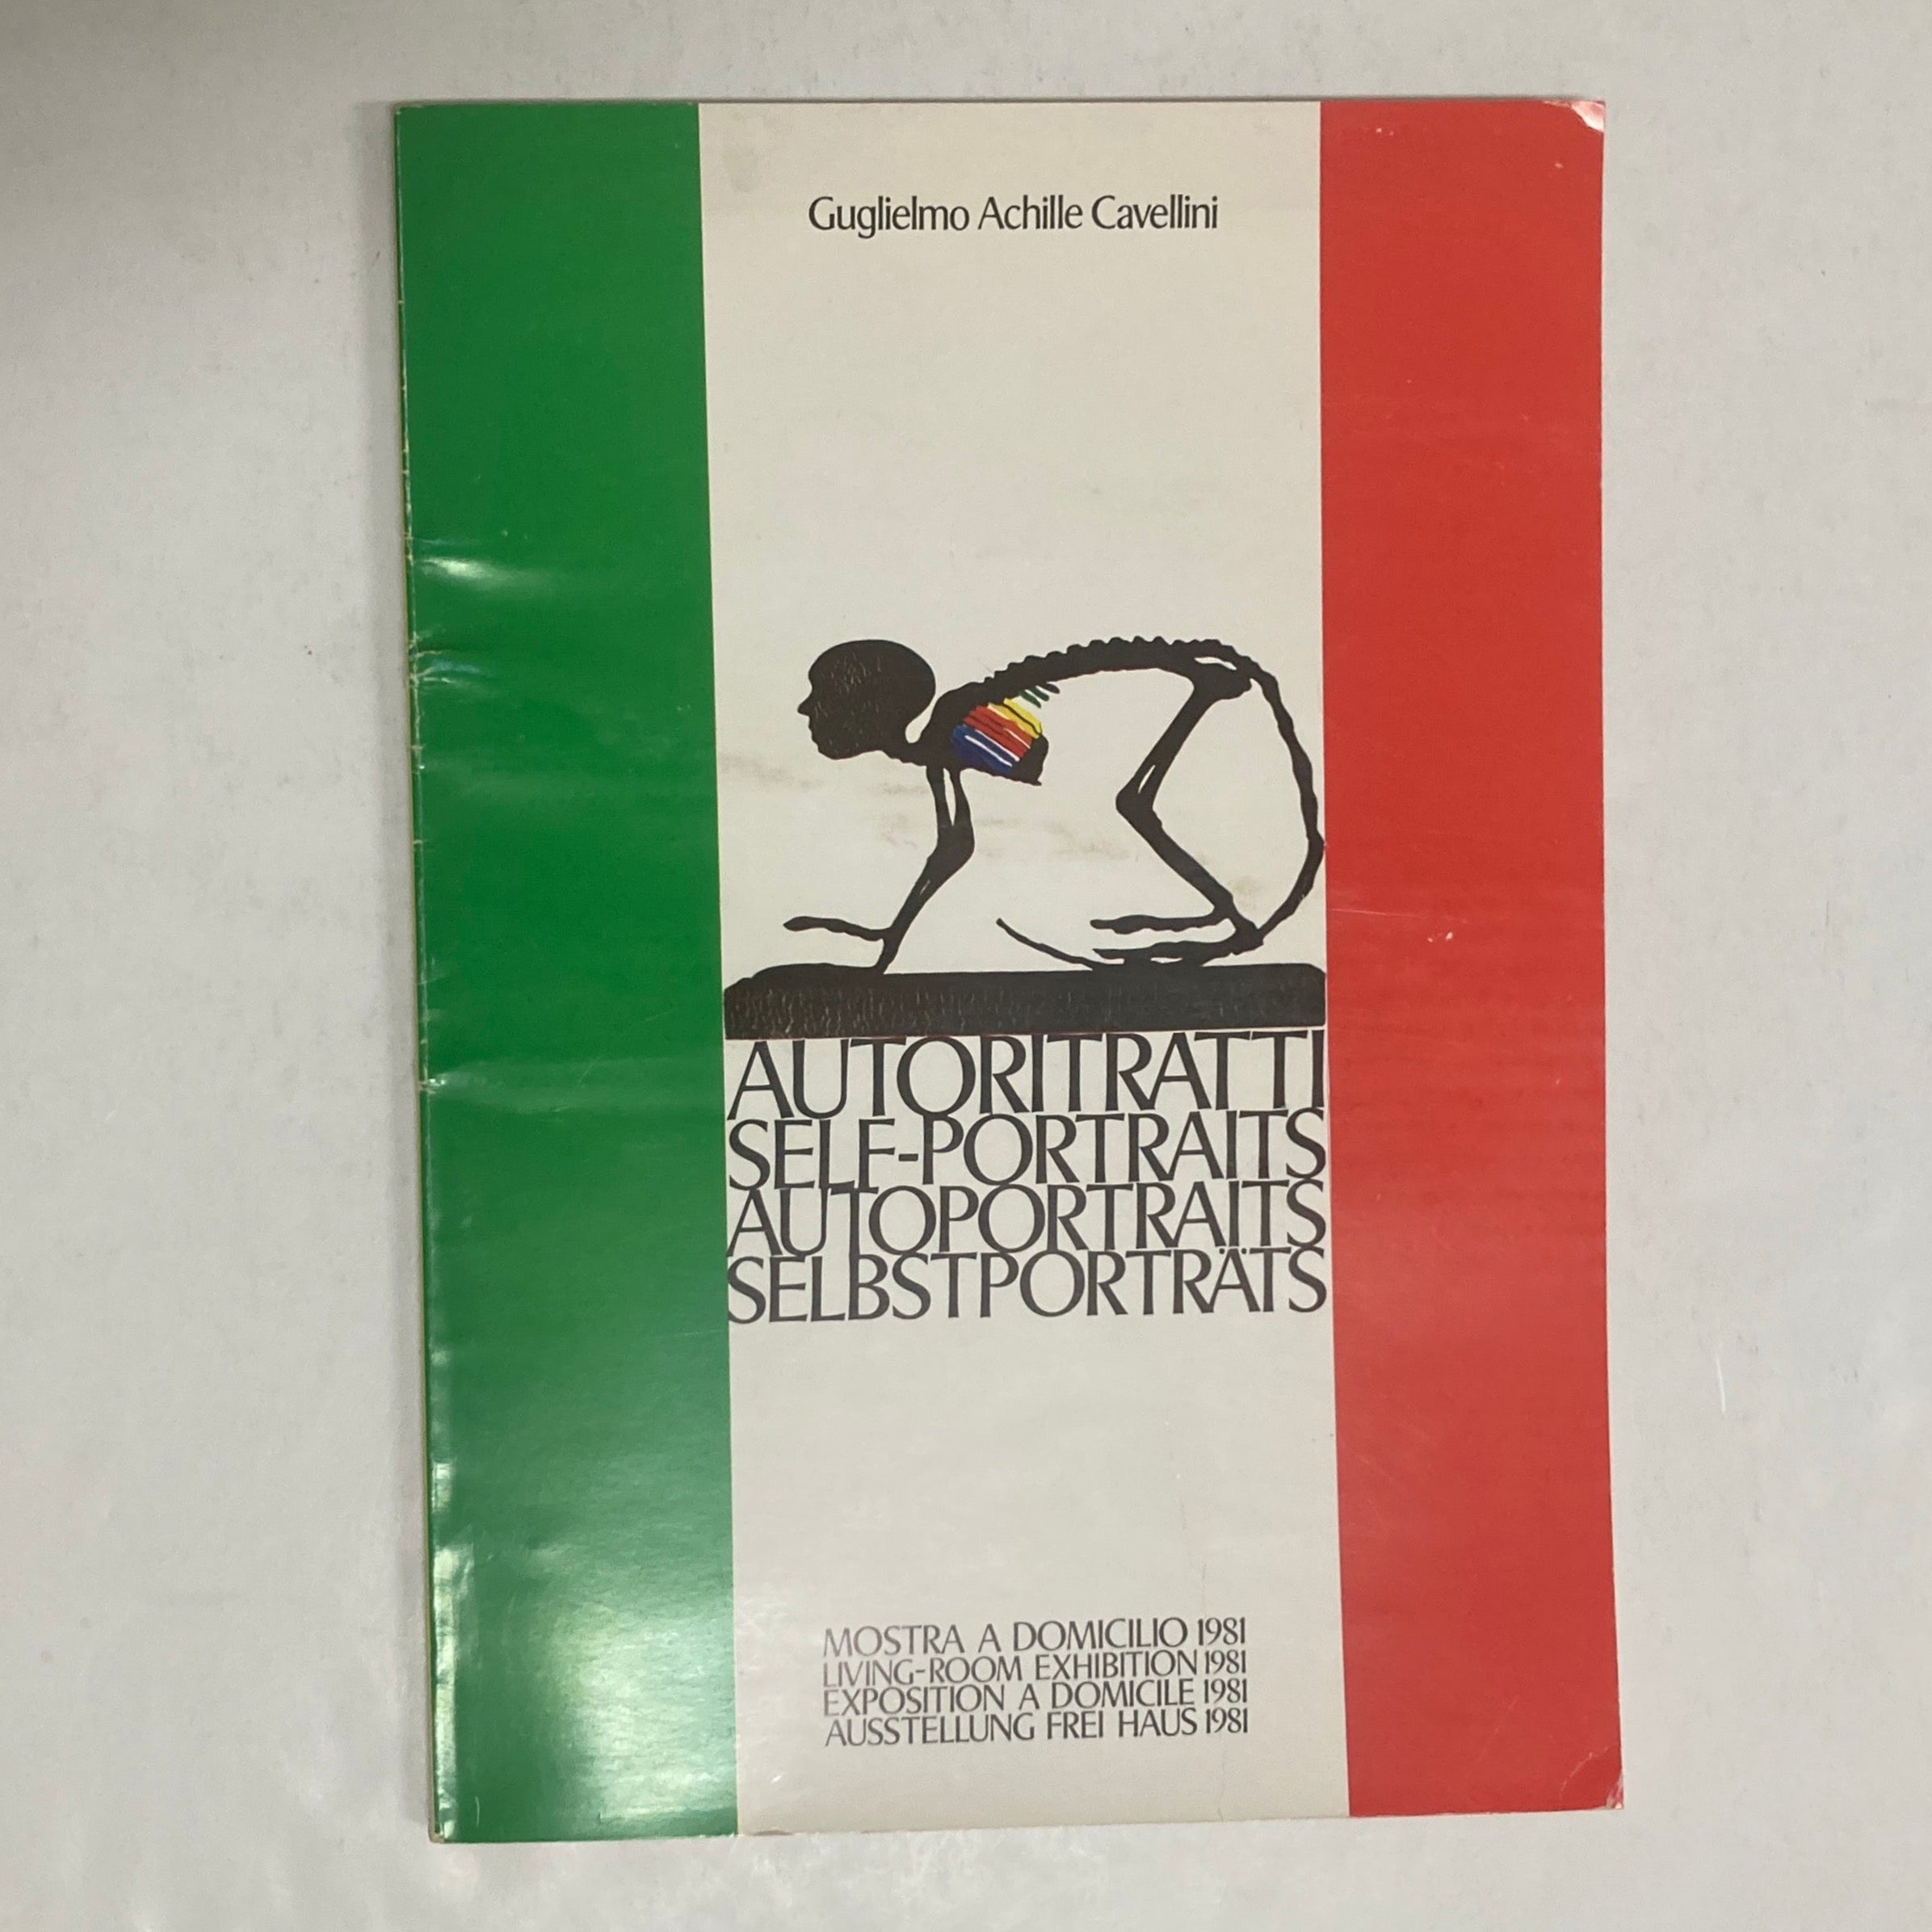 Guglielmo Achille Cavellini
AUTORITRATTI
SELF-PORTRAITS
AUTOPORTRAITS
SELBSTPORTRÄTS
MOSTRA A DOMICILIO 1981
LIVING-ROOM EXHIBITION 1981
EXPOSITION A DOMICILE 1981
AUSSTELLUNG FREI HAUS 1981